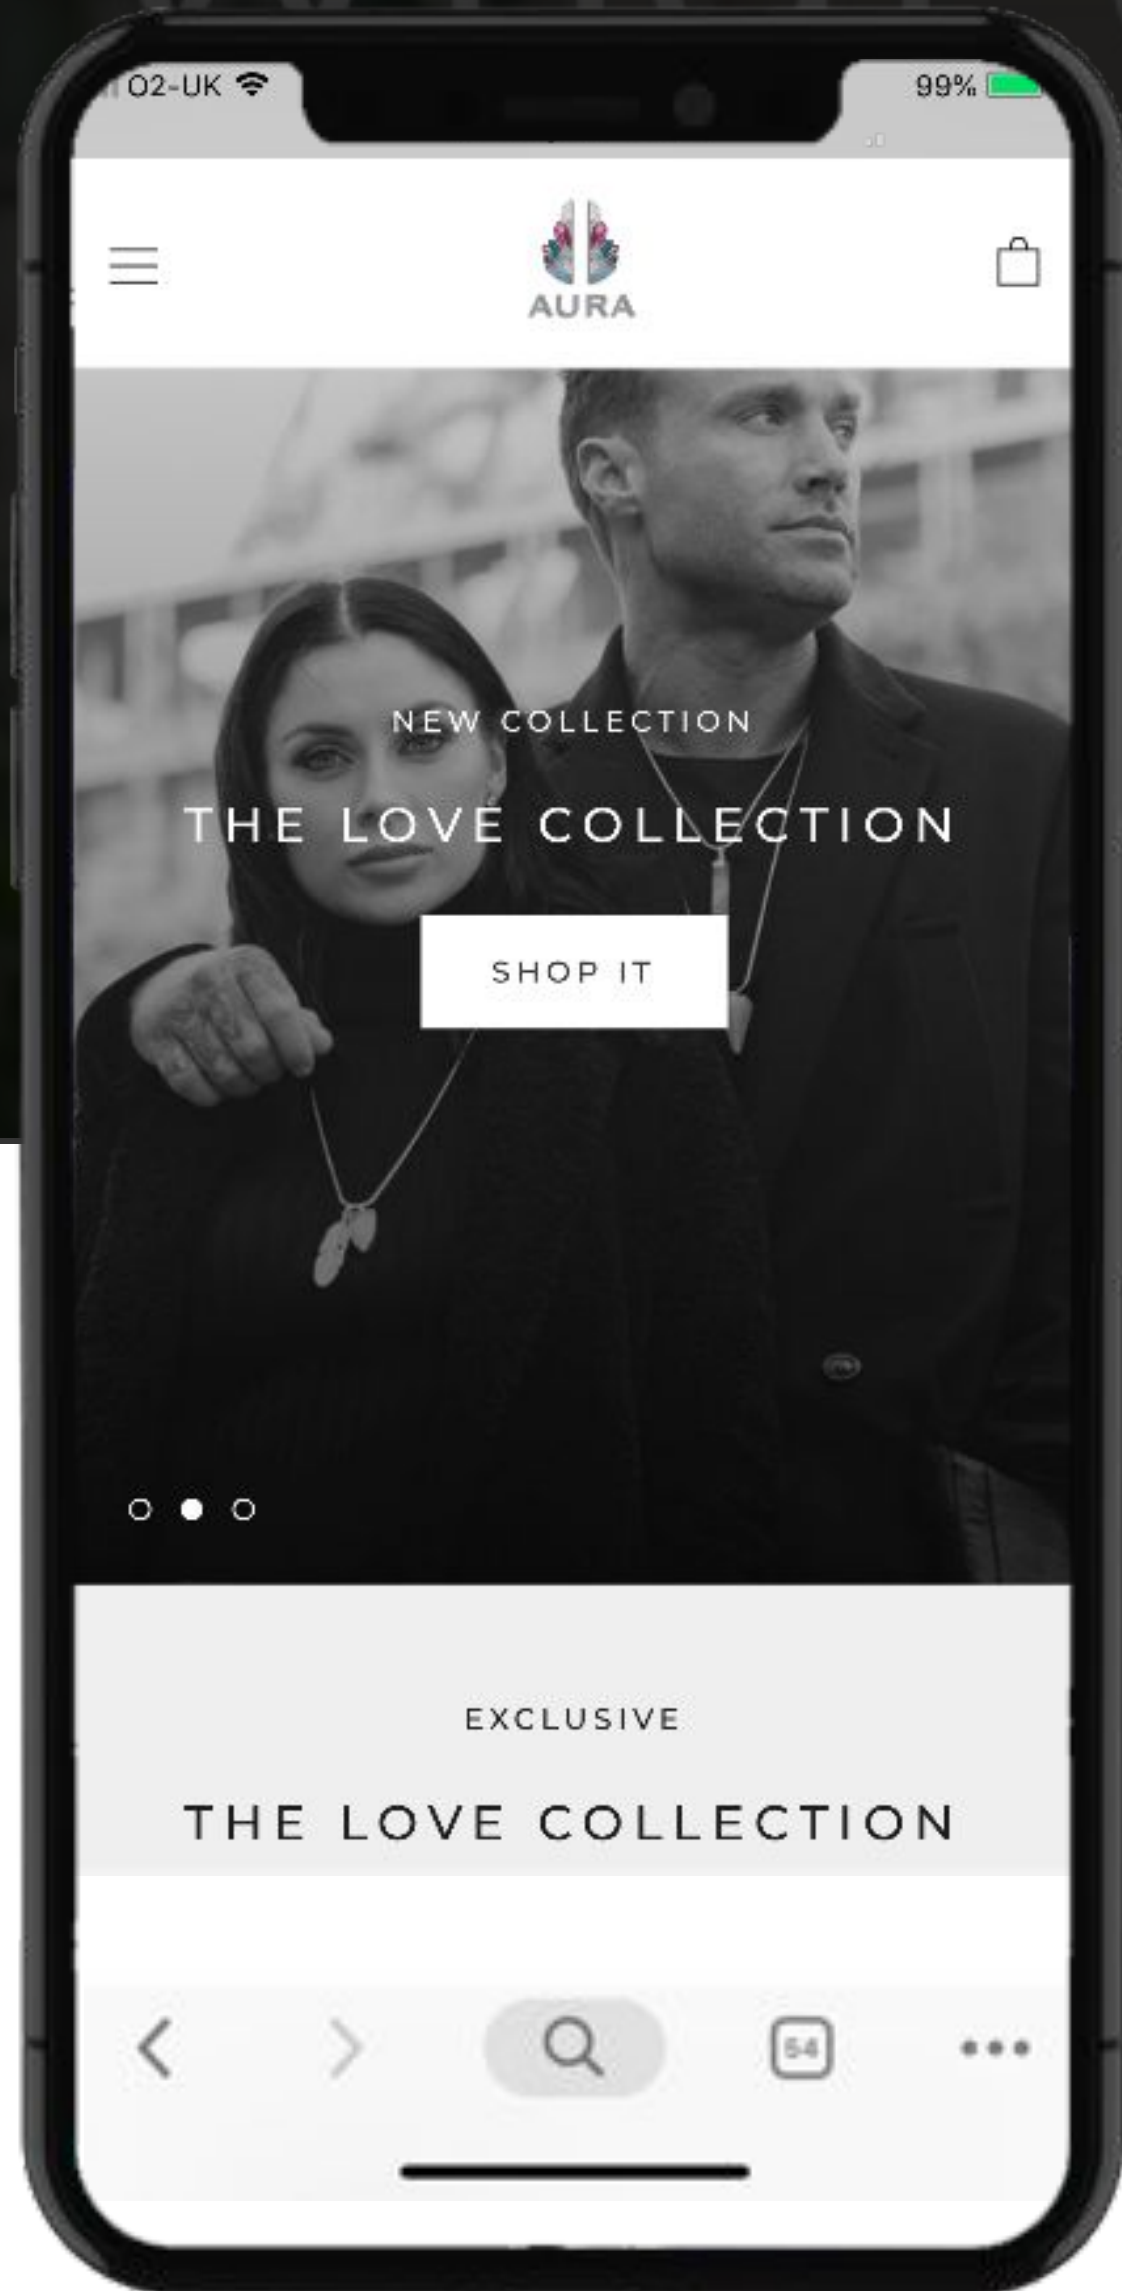 O2-UK 99%
AURA
NEW COLLECTION
THE LOVE COLLECTION
SHOP IT
EXCLUSIVE
THE LOVE COLLECTION
54